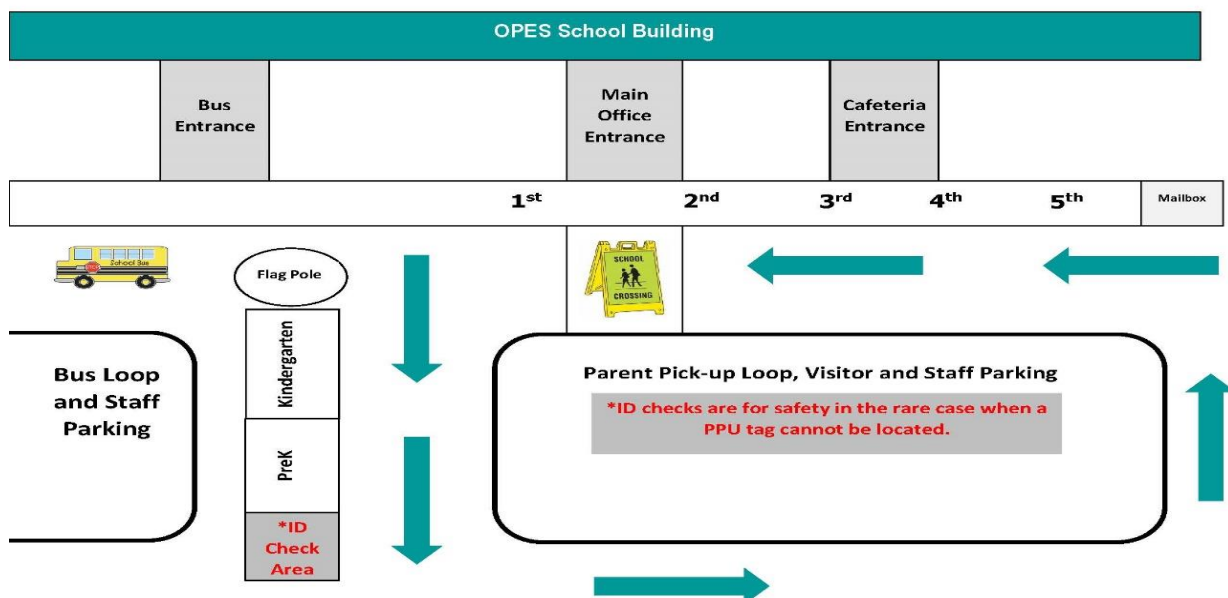 OPES School Building
Bus
Entrance
Main
Office
Entrance
Cafeteria
Entrance
1st
2nd
3rd
4th
5th
Mailbox
School Bus
STOP
Flag Pole
SCHOOL
CROSSING
Kindergarten
PreK
*ID
Check
Area
Bus Loop
and Staff
Parking
Parent Pick-up Loop, Visitor and Staff Parking
*ID checks are for safety in the rare case when a
PPU tag cannot be located.